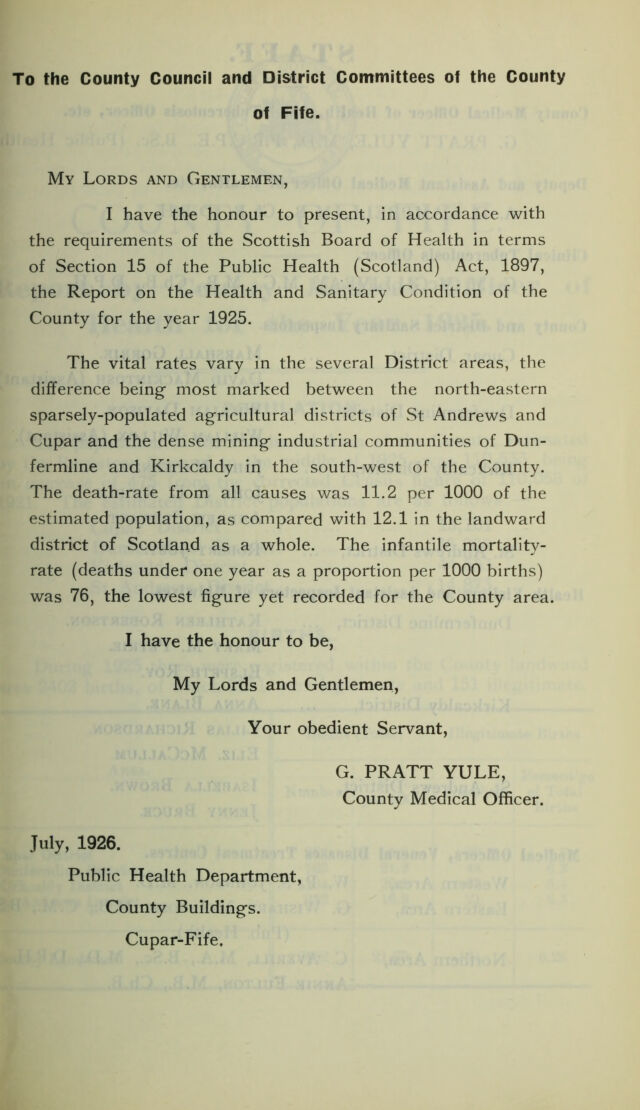 To the County Council and District Committees of the County
of Fife.
My Lords and Gentlemen,
I have the honour to present, in accordance with
the requirements of the Scottish Board of Health in terms
of Section 15 of the Public Health (Scotland) Act, 1897,
the Report on the Health and Sanitary Condition of the
County for the year 1925.
The vital rates vary in the several District areas, the
difference being most marked between the north-eastern
sparsely-populated agricultural districts of St Andrews and
Cupar and the dense mining industrial communities of Dun-
fermline and Kirkcaldy in the south-west of the County.
The death-rate from all causes was 11.2 per 1000 of the
estimated population, as compared with 12.1 in the landward
district of Scotland as a whole. The infantile mortality-
rate (deaths under one year as a proportion per 1000 births)
was 76, the lowest figure yet recorded for the County area.
I have the honour to be,
My Lords and Gentlemen,
Your obedient Servant,
G. PRATT YULE,
County Medical Officer.
July, 1926.
Public Health Department,
County Buildings.
Cupar-Fife.